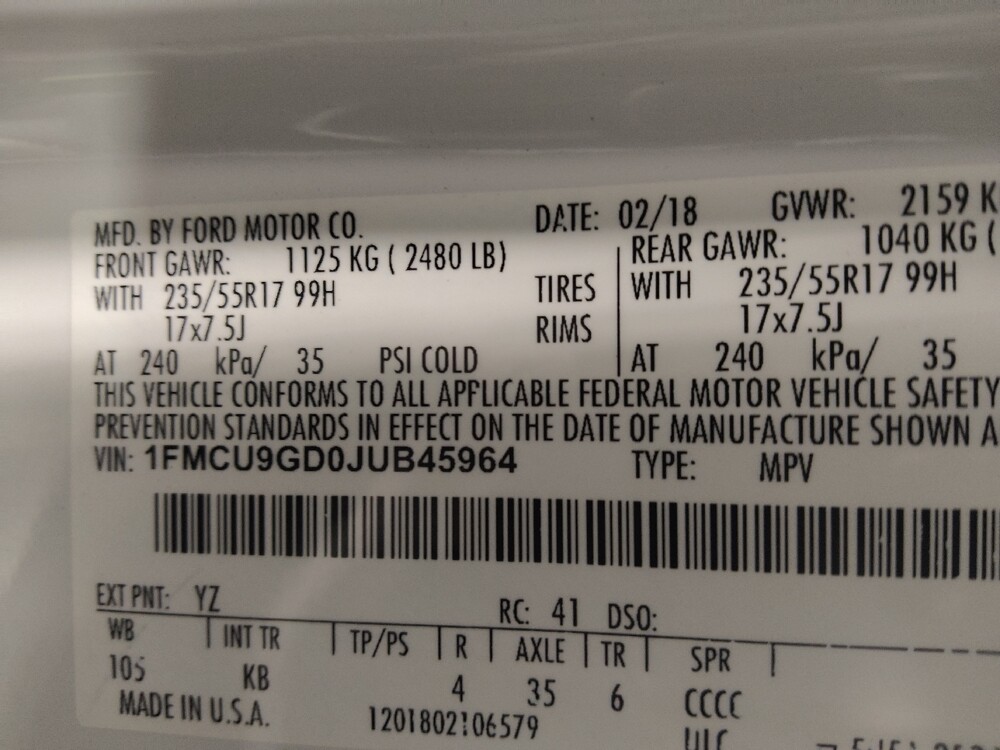 MFD. BY FORD MOTOR CO. DATE: 02/18 GVWR: 2159 K
FRONT GAWR: 1125 KG ( 2480 LB) REAR GAWR: 1040 KG (
WITH 235/55R17 99H TIRES WITH 235/55R17 99H
17x7.5J RIMS 17x7.5J
AT 240 kPa/ 35 PSI COLD AT 240 kPa/ 35
THIS VEHICLE CONFORMS TO ALL APPLICABLE FEDERAL MOTOR VEHICLE SAFETY
PREVENTION STANDARDS IN EFFECT ON THE DATE OF MANUFACTURE SHOWN A
VIN: 1FMCU9GD0JUB45964 TYPE: MPV
EXT PNT: YZ RC: 41 DSO:
WB INT TR TP/PS R AXLE TR SPR
105 KB 4 35 6 CCCC
MADE IN U.S.A. 1201802106579